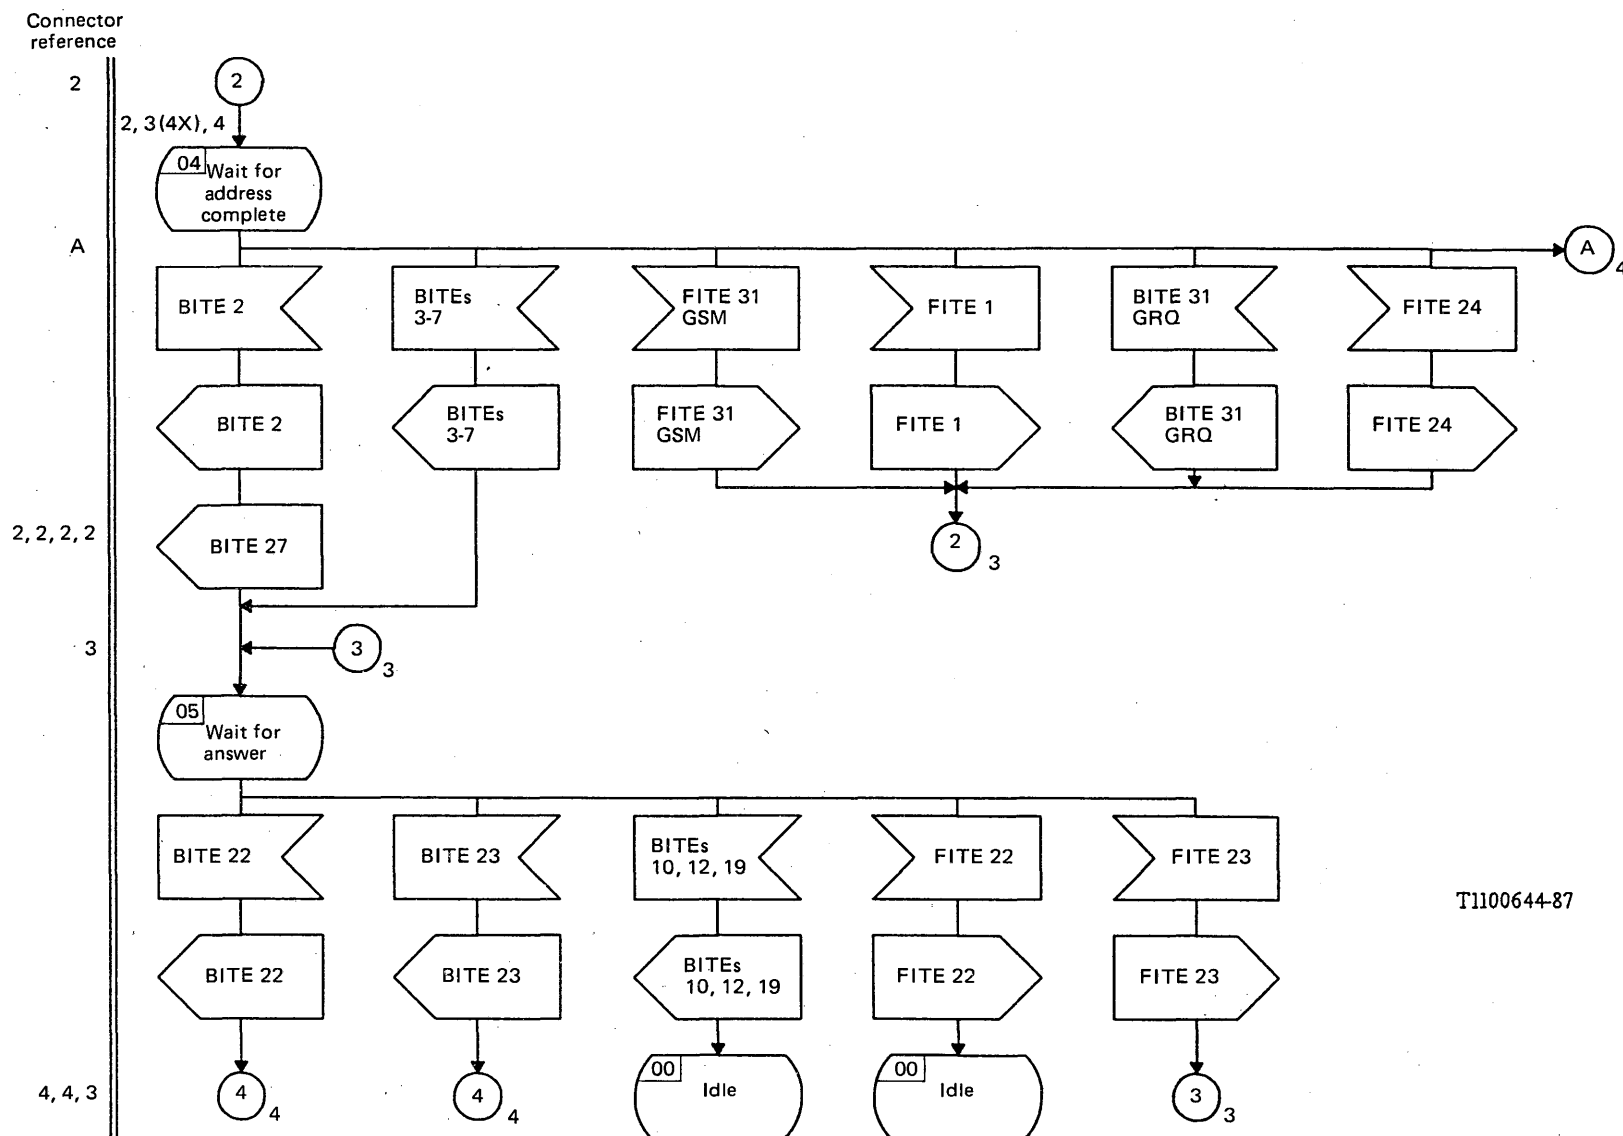 Connector
reference
2
2
2, 3(4X), 4
04
Wait for
address
complete
A
A
4
BITE 2
BITEs
3-7
FITE 31
GSM
FITE 1
BITE 31
GRQ
FITE 24
BITE 2
BITEs
3-7
FITE 31
GSM
FITE 1
BITE 31
GRQ
FITE 24
2, 2, 2, 2
BITE 27
2
3
3
3
3
05
Wait for
answer
BITE 22
BITE 23
BITEs
10, 12, 19
FITE 22
FITE 23
T1100644-87
BITE 22
BITE 23
BITEs
10, 12, 19
FITE 22
FITE 23
4, 4, 3
4
4
4
4
00
Idle
00
Idle
3
3